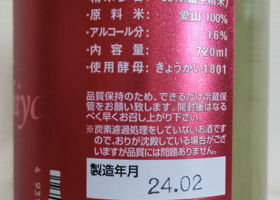 原料米：愛山 100%
・アルコール分： 16%
・内容量： 720ml
・使用酵母：きょうかい1801
品質保持のため、できるだけ冷蔵保
管をお願い致します。開封後はなる
べく早くお召し上がり下さい。
※炭素濾過処理をしていないお酒です
ので、おりが沈殿している場合がござ
いますが品質には問題ありません。
製造年月 24.02
4 93